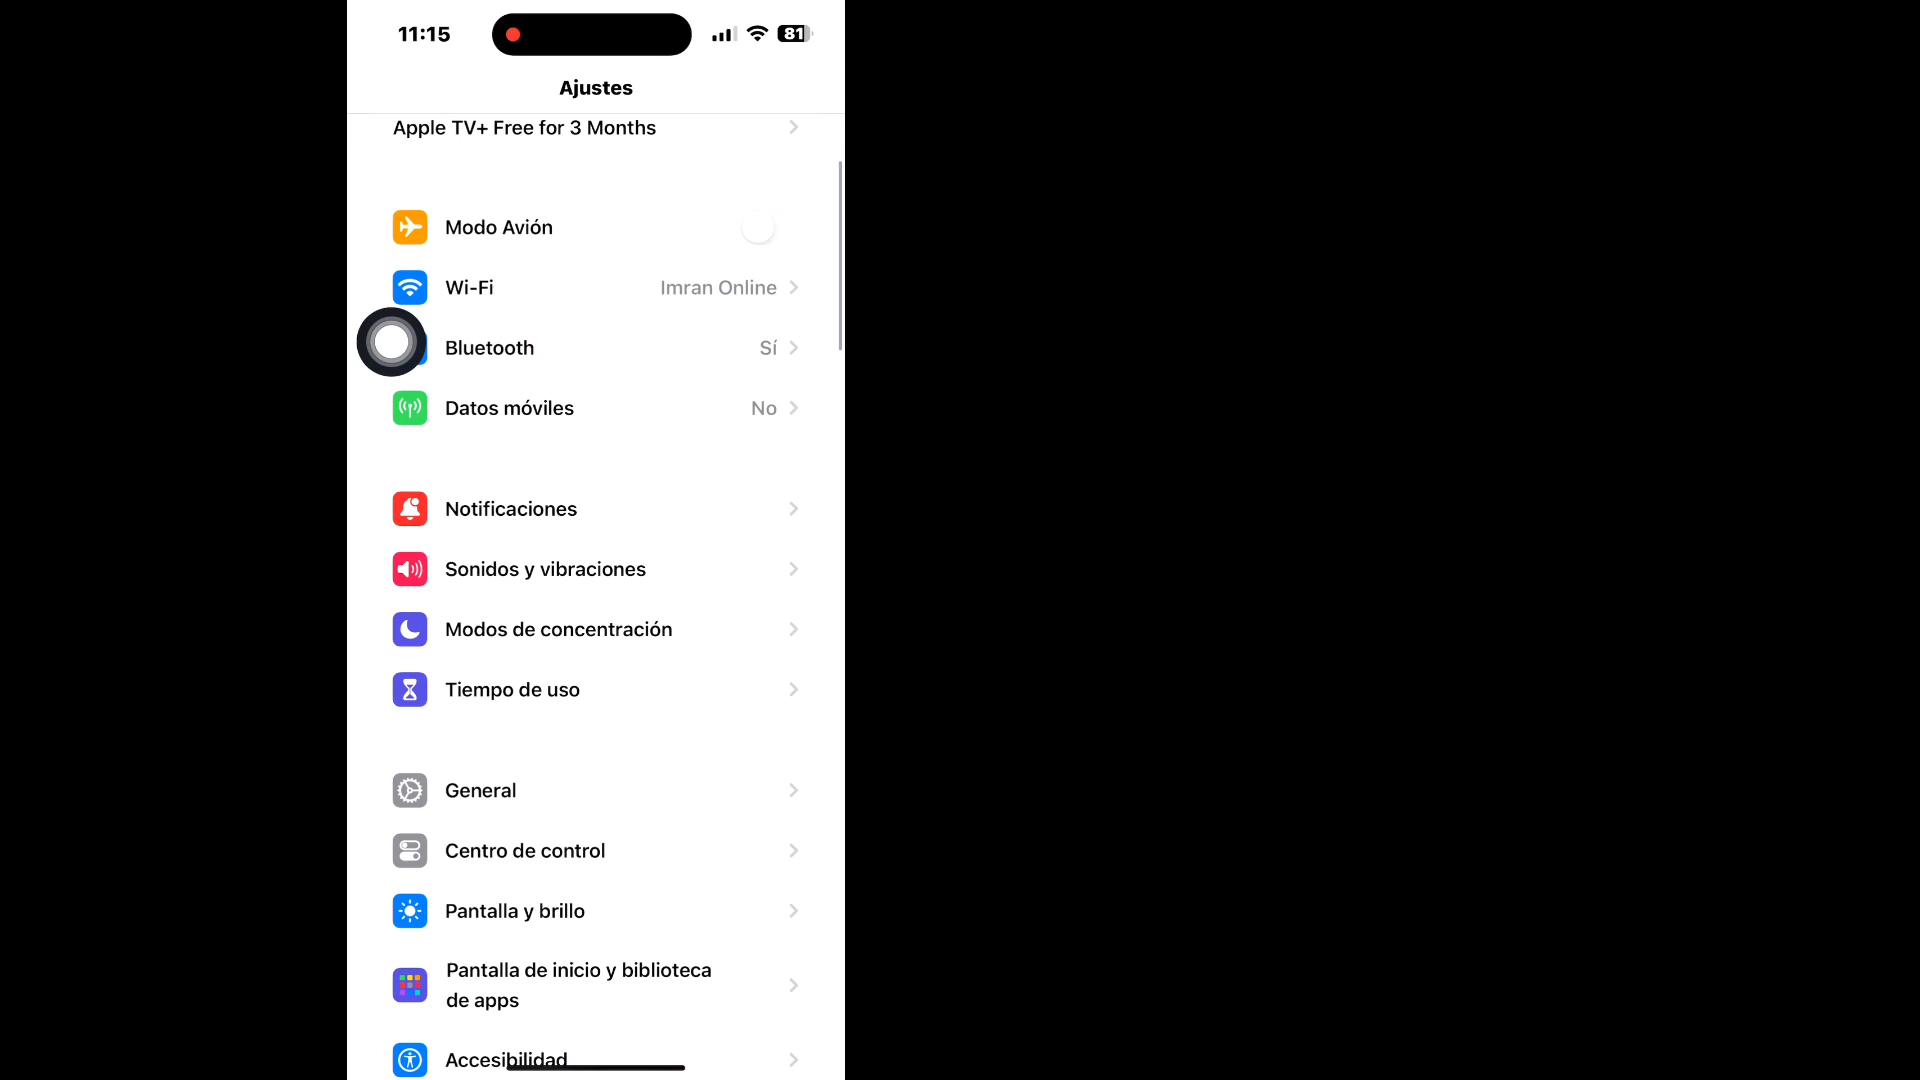 11:15
81
Ajustes
Apple TV+ Free for 3 Months
Modo Avión
Wi-Fi Imran Online
Bluetooth Sí
Datos móviles No
Notificaciones
Sonidos y vibraciones
Modos de concentración
Tiempo de uso
General
Centro de control
Pantalla y brillo
Pantalla de inicio y biblioteca
de apps
Accesibilidad